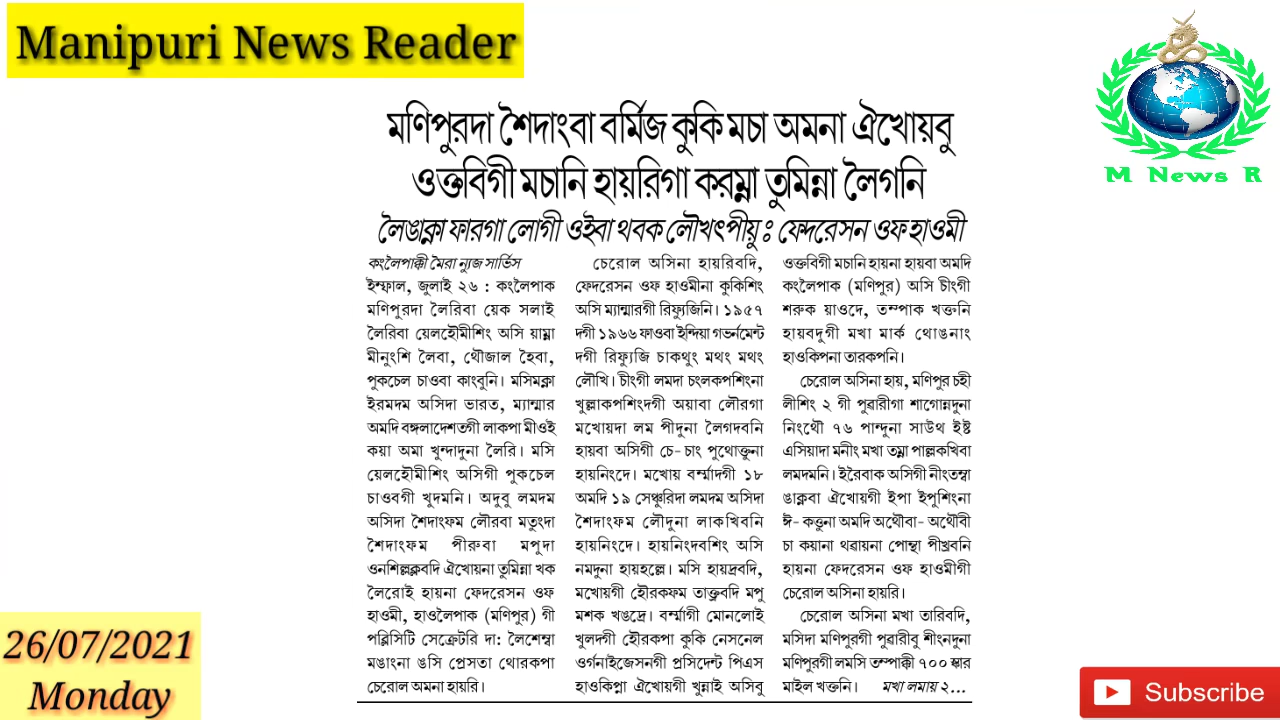 Manipuri News Reader
M News R
মণিপুরদা শৈদাংবা বর্মিজ কুকি মচা অমনা ঐখোয়বু
ওক্তবিগী মচানি হায়রিগা করম্না তুমিন্না লৈগনি
লৈঙাক্না ফারগা লোগী ওইবা থবক লৌখৎপীয়ু ঃ ফেদরেসন ওফ হাওমী
কংলৈপাক্কী মৈরা ন্যুজ সার্ভিস
ইম্ফাল, জুলাই ২৬ : কংলৈপাক
মণিপুরদা লৈরিবা য়েক সলাই
লৈরিবা য়েলহৌমীশিং অসি য়াম্না
মীনুংশি লৈবা, থৌজাল হৈবা,
পুকচেল চাওবা কাংবুনি। মসিমক্না
ইরমদম অসিদা ভারত, ম্যান্মার
অমদি বঙ্গলাদেশতগী লাকপা মীওই
কয়া অমা খুন্দাদুনা লৈরি। মসি
য়েলহৌমীশিং অসিগী পুকচেল
চাওবগী খুদমনি। অদুবু লমদম
অসিদা শৈদাংফম লৌরবা মতুংদা
শৈদাংফম পীরুবা মপুদা
ওনশিল্লক্লবদি ঐখোয়না তুমিন্না খক
লৈরোই হায়না ফেদরেসন ওফ
হাওমী, হাওলৈপাক (মণিপুর) গী
পব্লিসিটি সেক্রেটরি দা: লৈশেম্বা
মঙাংনা ঙসি প্রেসতা থোরকপা
চেরোল অমনা হায়রি।
চেরোল অসিনা হায়রিবদি,
ফেদরেসন ওফ হাওমীনা কুকিশিং
অসি ম্যান্মারগী রিফ্যুজিনি। ১৯৫৭
দগী ১৯৬৬ ফাওবা ইন্দিয়া গভর্নমেন্ট
দগী রিফ্যুজি চাকথুং মথং মথং
লৌখি। চীংগী লমদা চংলকপশিংনা
খুল্লাকপশিংদগী অয়াবা লৌরগা
মখোয়দা লম পীদুনা লৈগদবনি
হায়বা অসিগী চে- চাং পুথোক্তুনা
হায়নিংদে। মখোয় বর্ম্মাদগী ১৮
অমদি ১৯ সেঞ্চুরিদা লমদম অসিদা
শৈদাংফম লৌদুনা লাকখিবনি
হায়নিংদে। হায়নিংদবশিং অসি
নমদুনা হায়হল্লে। মসি হায়দ্রবদি,
মখোয়গী হৌরকফম তাক্লবদি মপু
মশক খঙদ্রে। বর্ম্মাগী মোনলোই
খুলদগী হৌরকপা কুকি নেসনেল
ওর্গনাইজেসনগী প্রসিদেন্ট পিএস
হাওকিপ্না ঐখোয়গী খুন্নাই অসিবু
ওক্তবিগী মচানি হায়না হায়বা অমদি
কংলৈপাক (মণিপুর) অসি চীংগী
শরুক য়াওদে, তম্পাক খক্তনি
হায়বদুগী মখা মার্ক থোঙনাং
হাওকিপনা তারকপনি।
চেরোল অসিনা হায়, মণিপুর চহী
লীশিং ২ গী পুৱারীগা শাগোন্নদুনা
নিংথৌ ৭৬ পান্দুনা সাউথ ইষ্ট
এসিয়াদা মনীং মখা তম্না পাল্লকখিবা
লমদমনি। ইরৈবাক অসিগী নীংতম্বা
ঙাক্লবা ঐখোয়গী ইপা ইপুশিংনা
ঈ- কত্তুনা অমদি অথৌবা- অথৌবী
চা কয়ানা থৱায়না পোম্থা পীখ্রবনি
হায়না ফেদরেসন ওফ হাওমীগী
চেরোল অসিনা হায়রি।
চেরোল অসিনা মখা তারিবদি,
মসিদা মণিপুরগী পুৱারীবু শীংনদুনা
মণিপুরগী লমসি তম্পাক্কী ৭০০ স্কার
মাইল খক্তনি। মখা লমায় ২...
26/07/2021
Monday
Subscribe